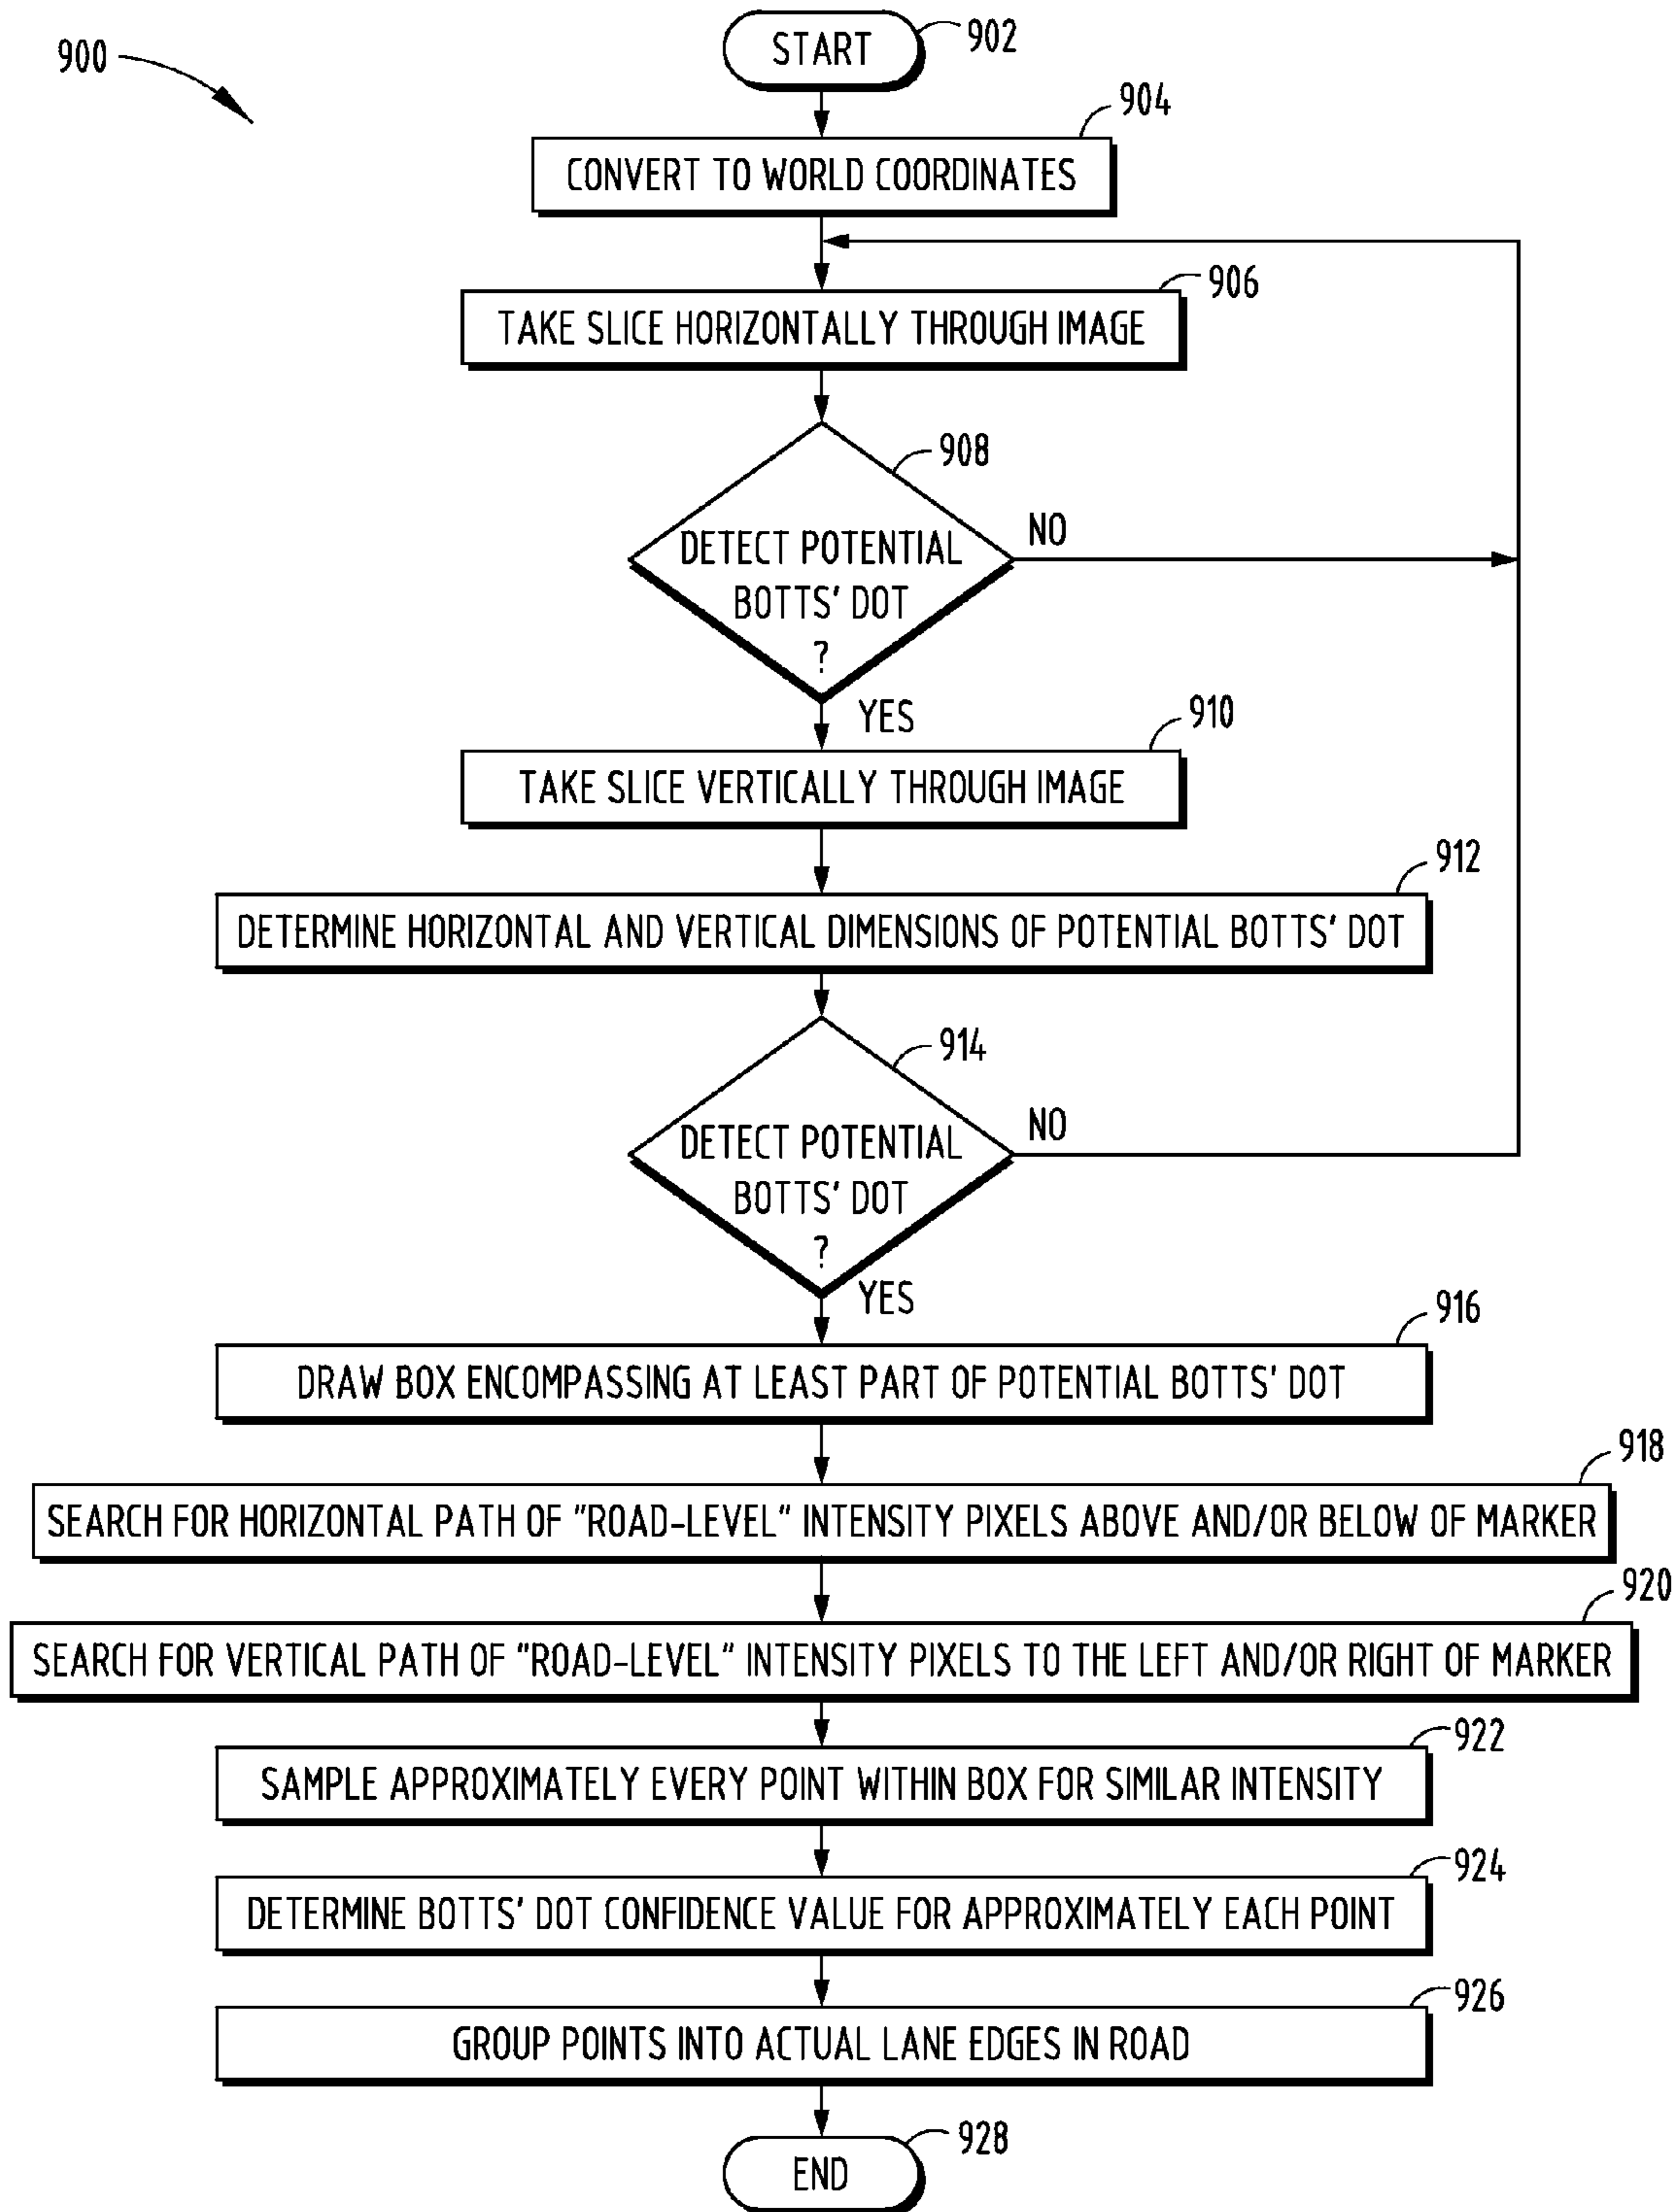 900
START
902
904
CONVERT TO WORLD COORDINATES
906
TAKE SLICE HORIZONTALLY THROUGH IMAGE
908
DETECT POTENTIAL
BOTTS' DOT
?
NO
YES
910
TAKE SLICE VERTICALLY THROUGH IMAGE
912
DETERMINE HORIZONTAL AND VERTICAL DIMENSIONS OF POTENTIAL BOTTS' DOT
914
DETECT POTENTIAL
BOTTS' DOT
?
NO
YES
916
DRAW BOX ENCOMPASSING AT LEAST PART OF POTENTIAL BOTTS' DOT
918
SEARCH FOR HORIZONTAL PATH OF "ROAD-LEVEL" INTENSITY PIXELS ABOVE AND/OR BELOW OF MARKER
920
SEARCH FOR VERTICAL PATH OF "ROAD-LEVEL" INTENSITY PIXELS TO THE LEFT AND/OR RIGHT OF MARKER
922
SAMPLE APPROXIMATELY EVERY POINT WITHIN BOX FOR SIMILAR INTENSITY
924
DETERMINE BOTTS' DOT CONFIDENCE VALUE FOR APPROXIMATELY EACH POINT
926
GROUP POINTS INTO ACTUAL LANE EDGES IN ROAD
928
END